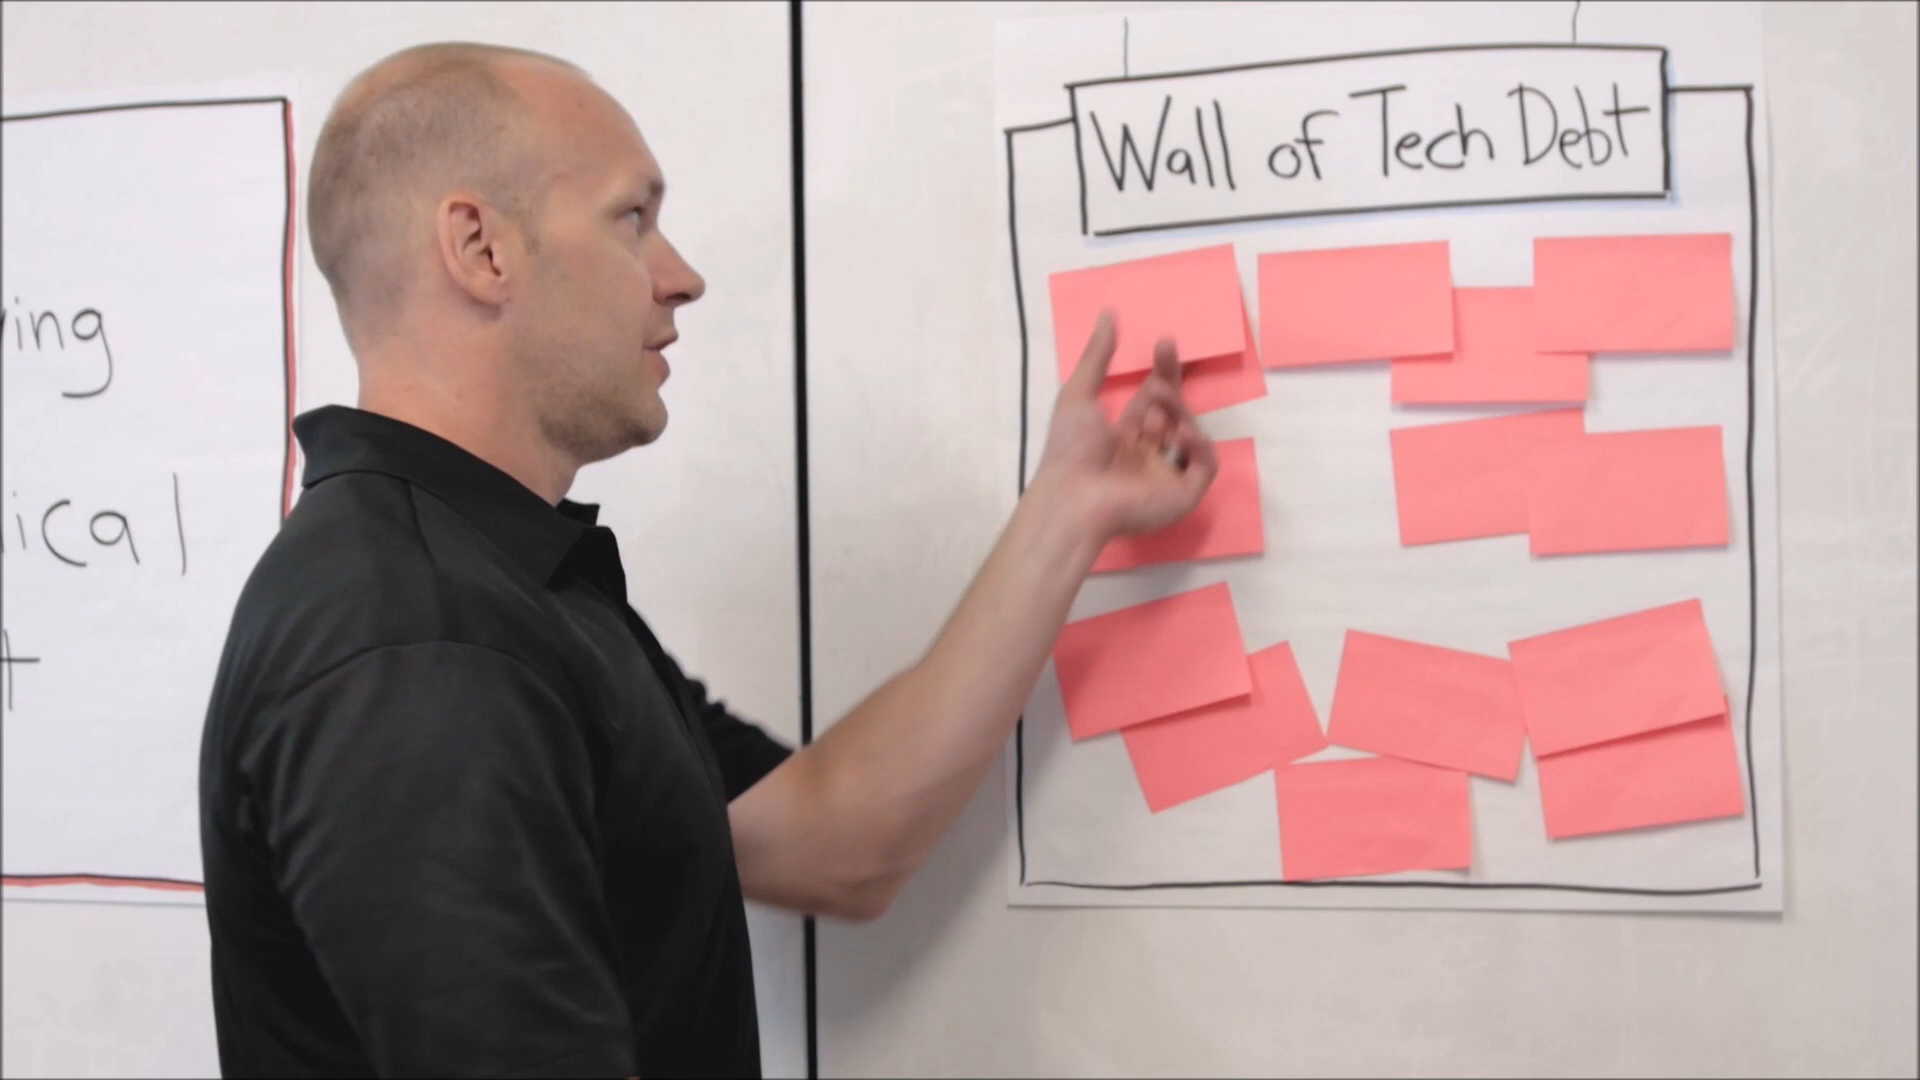 ying
ical
t
Wall of Tech Debt